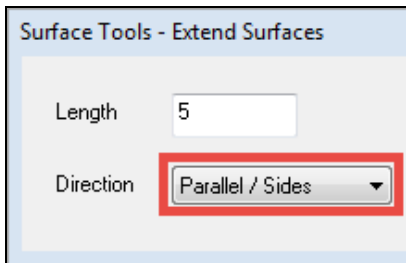 Surface Tools - Extend Surfaces
Length 5
Direction Parallel / Sides